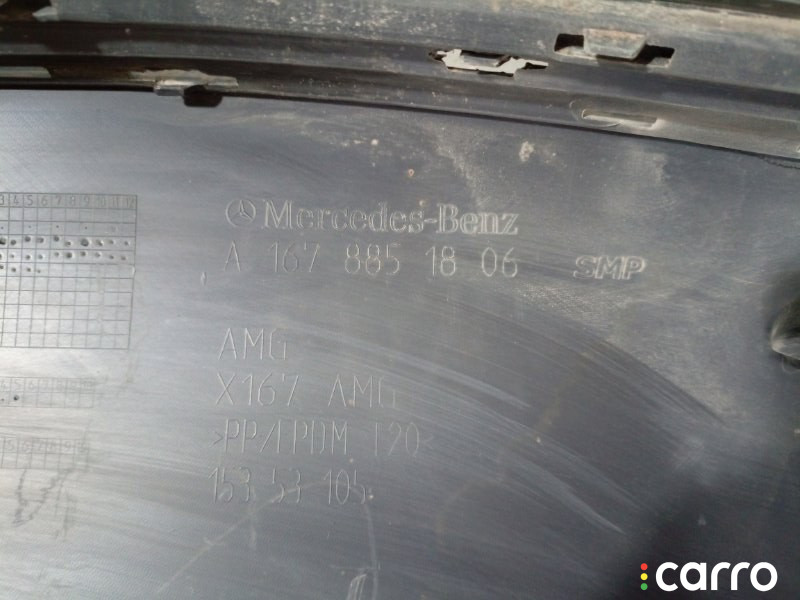 Mercedes-Benz
A 167 885 18 06 SMP
AMG
X167 AMG
>PP/EPDM T20<
153 53 105
carro